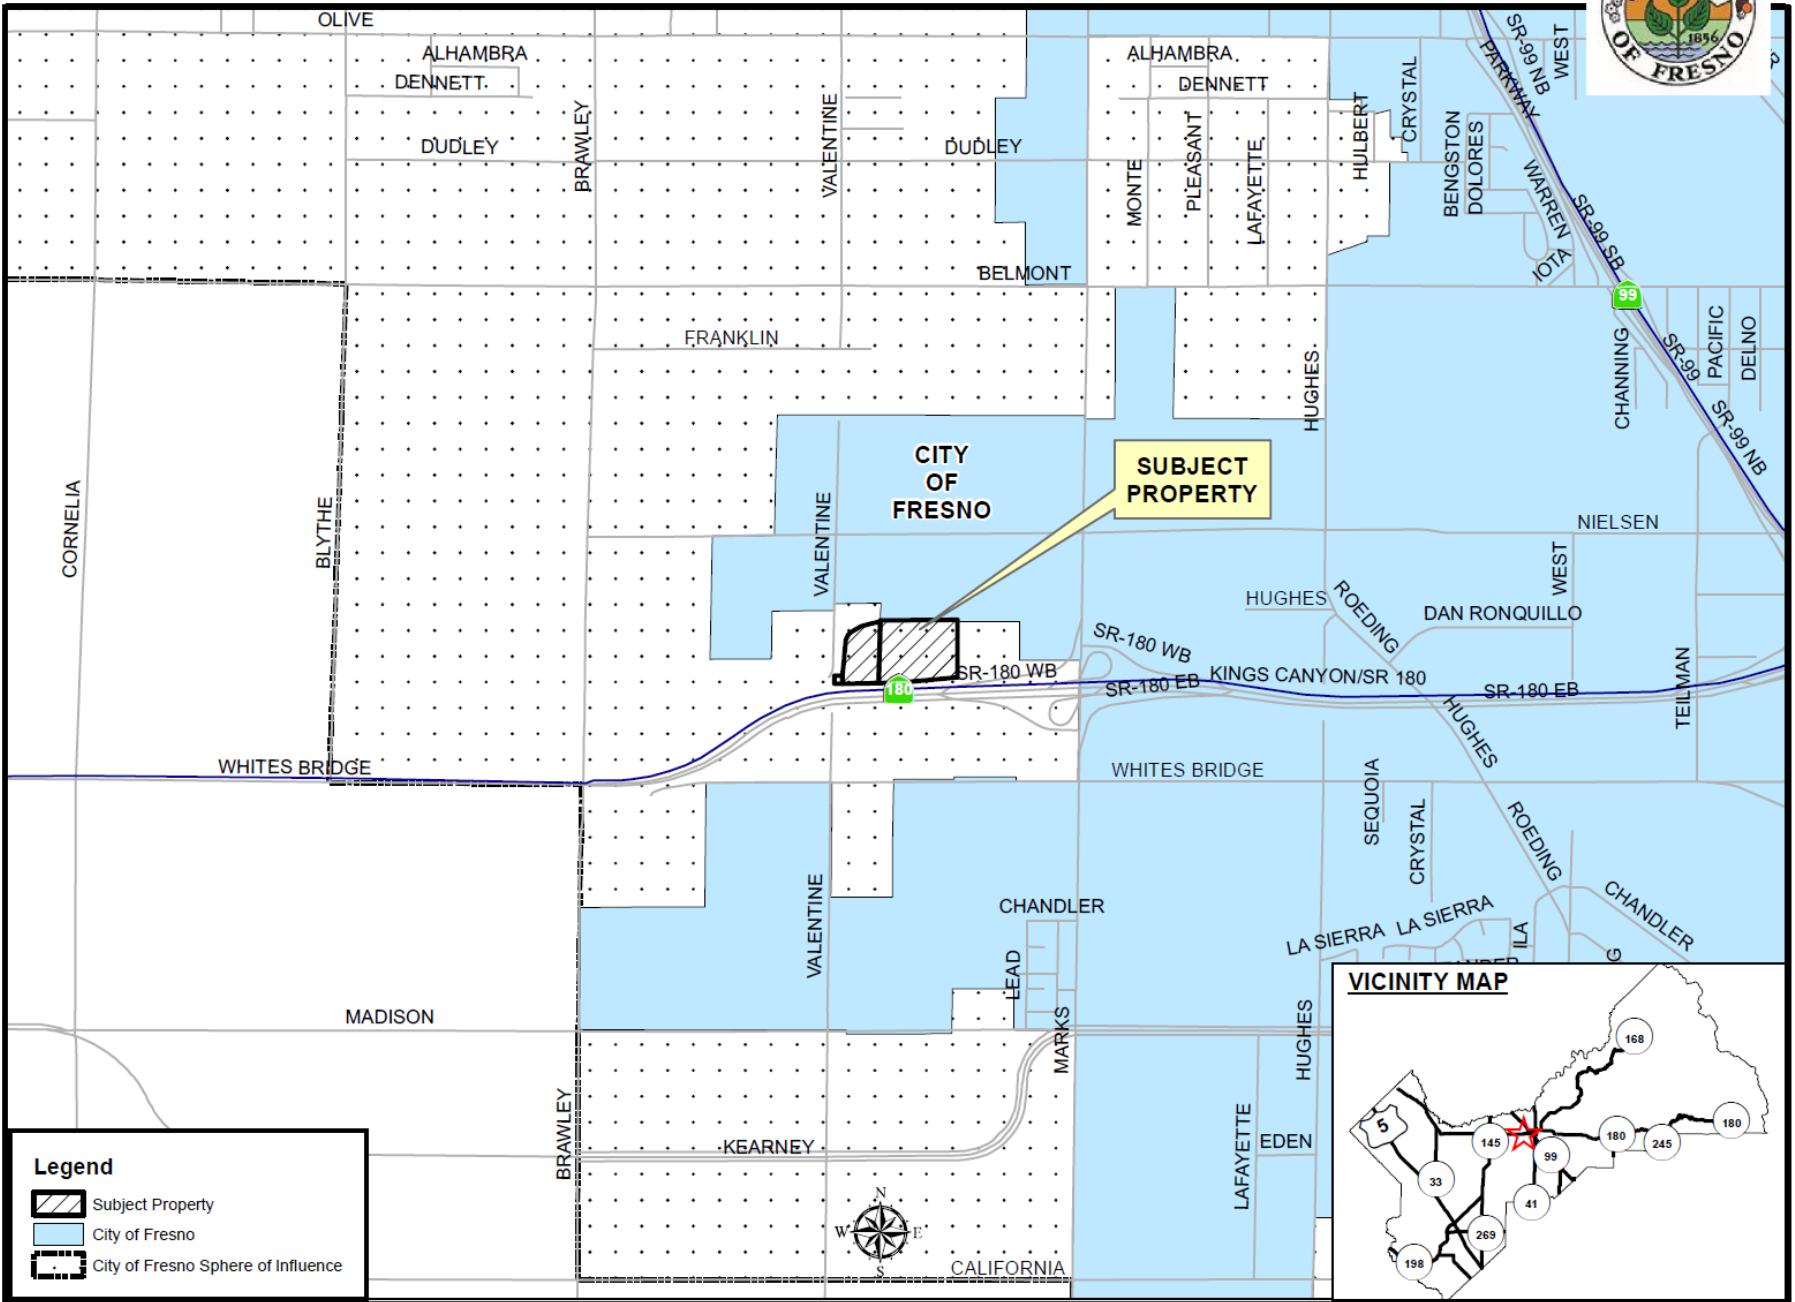 OLIVE
ALHAMBRA
DENNETT
DUDLEY
BRAWLEY
VALENTINE
DUDLEY
ALHAMBRA
DENNETT
MONTE
PLEASANT
LAFAYETTE
HULBERT
CRYSTAL
BENGSTON
DOLORES
PARKWAY
SR-99 NB
WEST
1856
OF FRESNO
WARREN
SR-99 SB
IOTA
BELMONT
99
FRANKLIN
HUGHES
CHANNING
SR-99
PACIFIC
DELNO
SR-99 NB
CITY
OF
FRESNO
SUBJECT
PROPERTY
CORNELIA
BLYTHE
VALENTINE
NIELSEN
WEST
HUGHES
ROEDING
DAN RONQUILLO
SR-180 WB
SR-180 WB
180
SR-180 EB
KINGS CANYON/SR 180
SR-180 EB
TEILMAN
HUGHES
WHITES BRIDGE
WHITES BRIDGE
SEQUOIA
CRYSTAL
ROEDING
VALENTINE
CHANDLER
LEAD
LA SIERRA
LA SIERRA
ILA
CHANDLER
G
MADISON
MARKS
HUGHES
BRAWLEY
KEARNEY
LAFAYETTE
EDEN
CALIFORNIA
N
W
E
S
Legend
Subject Property
City of Fresno
City of Fresno Sphere of Influence
VICINITY MAP
168
5
145
180
245
180
99
33
41
269
198